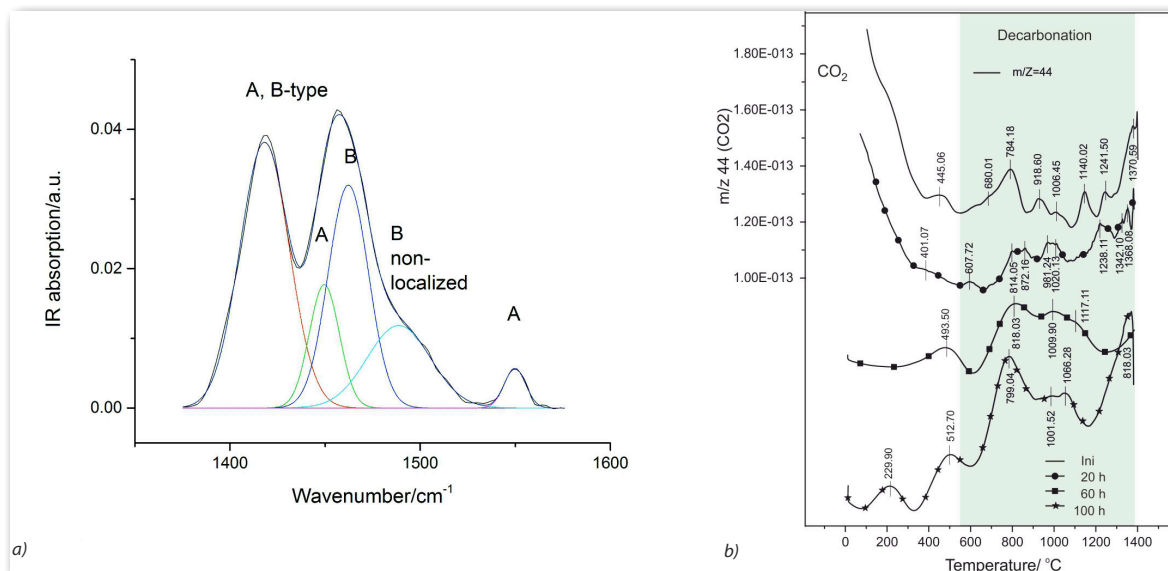 A, B-type
B
A
B
non-
localized
A
0.04
0.02
0.00
IR absorption/a.u.
1400
1500
1600
Wavenumber/cm-1
a)
Decarbonation
CO2
m/Z=44
1.80E-013
1.60E-013
1.40E-013
1.20E-013
1.00E-013
m/z 44 (CO2)
445.06
680.01
784.18
918.60
1006.45
1140.02
1241.50
1370.59
401.07
607.72
814.05
872.16
981.24
1020.13
1238.11
1342.10
1368.08
493.50
818.03
1009.90
1117.11
818.03
229.90
512.70
799.04
1001.52
1066.28
Ini
20 h
60 h
100 h
0
200
400
600
800
1000
1200
1400
Temperature/ °C
b)